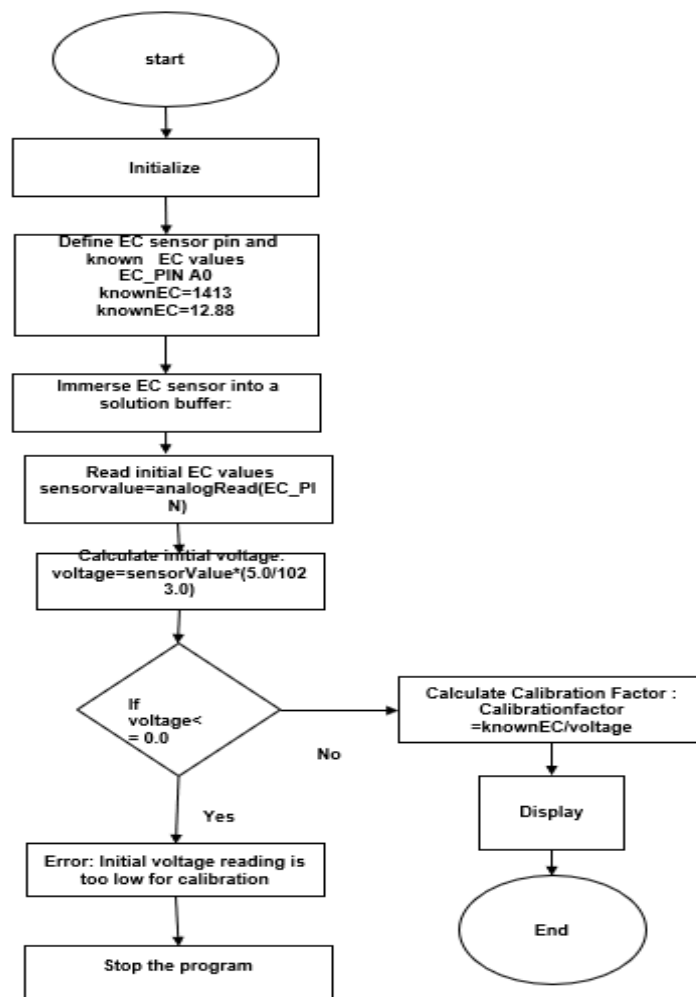 start
Initialize
Define EC sensor pin and
known EC values
EC_PIN A0
knownEC=1413
knownEC=12.88
Immerse EC sensor into a
solution buffer:
Read initial EC values
sensorvalue=analogRead(EC_PI
N)
Calculate initial voltage:
voltage=sensorValue*(5.0/102
3.0)
If
voltage<
= 0.0
No
Calculate Calibration Factor :
Calibrationfactor
=knownEC/voltage
Display
End
Yes
Error: Initial voltage reading is
too low for calibration
Stop the program